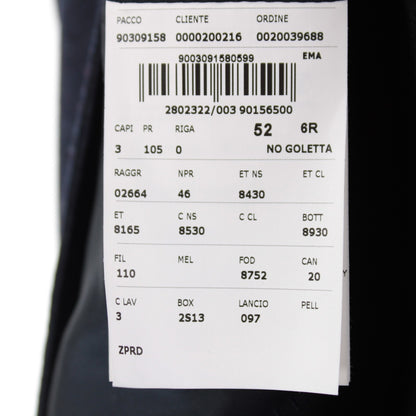 PACCO CLIENTE ORDINE
90309158 0000200216 0020039688
9003091580599 EMA
2802322/003 90156500
CAPI PR RIGA 52 6R
3 105 0 NO GOLETTA
RAGGR NPR ET NS ET CL
02664 46 8430
ET C NS C CL BOTT
8165 8530 8930
FIL MEL FOD CAN
110 8752 20
C LAV BOX LANCIO PELL
3 2S13 097
ZPRD
Y